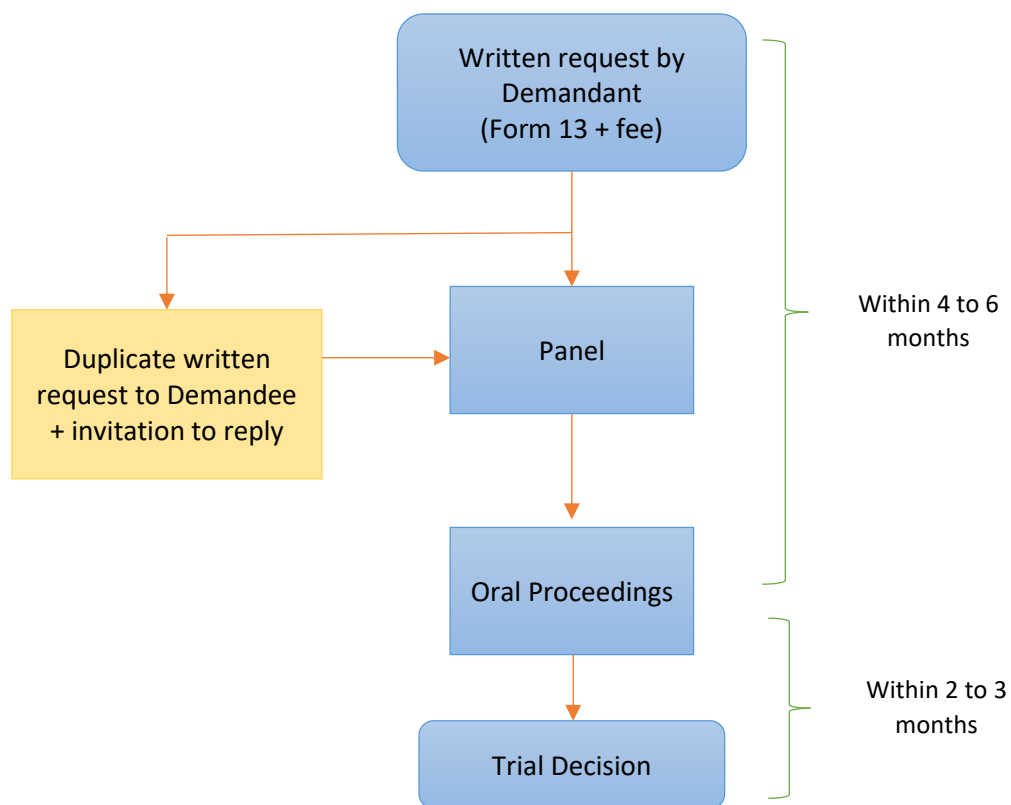 Written request by
Demandant
(Form 13 + fee)
Within 4 to 6
months
Duplicate written
request to Demandee
+ invitation to reply
Panel
Oral Proceedings
Within 2 to 3
months
Trial Decision